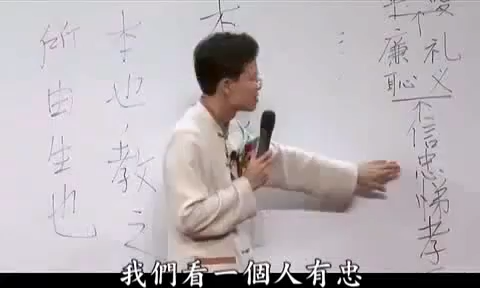 礼义
廉恥
信忠悌孝
本也,教之
所由生也
我們看一個人有忠